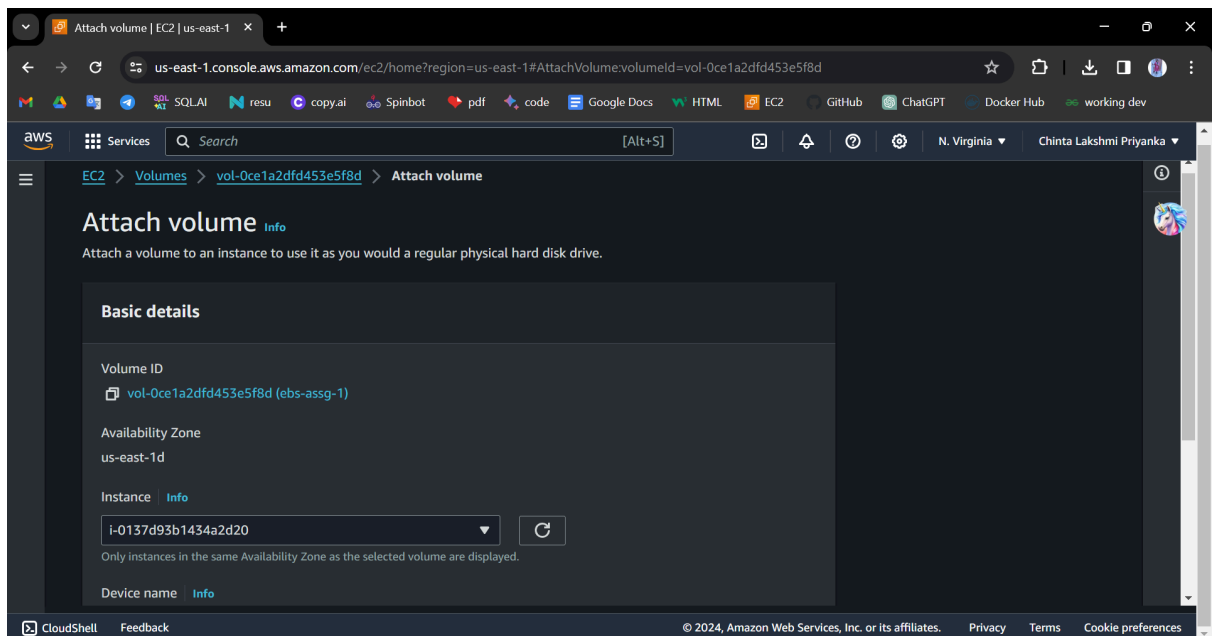 Attach volume | EC2 | us-east-1
us-east-1.console.aws.amazon.com/ec2/home?region=us-east-1#AttachVolume:volumeId=vol-0ce1a2dfd453e5f8d
SQL AI SQL.AI N resu C copy.ai Spinbot pdf code Google Docs W HTML EC2 GitHub ChatGPT Docker Hub working dev
aws Services Search [Alt+S] N. Virginia Chinta Lakshmi Priyanka
EC2 > Volumes > vol-0ce1a2dfd453e5f8d > Attach volume
Attach volume Info
Attach a volume to an instance to use it as you would a regular physical hard disk drive.
Basic details
Volume ID
vol-0ce1a2dfd453e5f8d (ebs-assg-1)
Availability Zone
us-east-1d
Instance Info
i-0137d93b1434a2d20
Only instances in the same Availability Zone as the selected volume are displayed.
Device name Info
CloudShell Feedback © 2024, Amazon Web Services, Inc. or its affiliates. Privacy Terms Cookie preferences